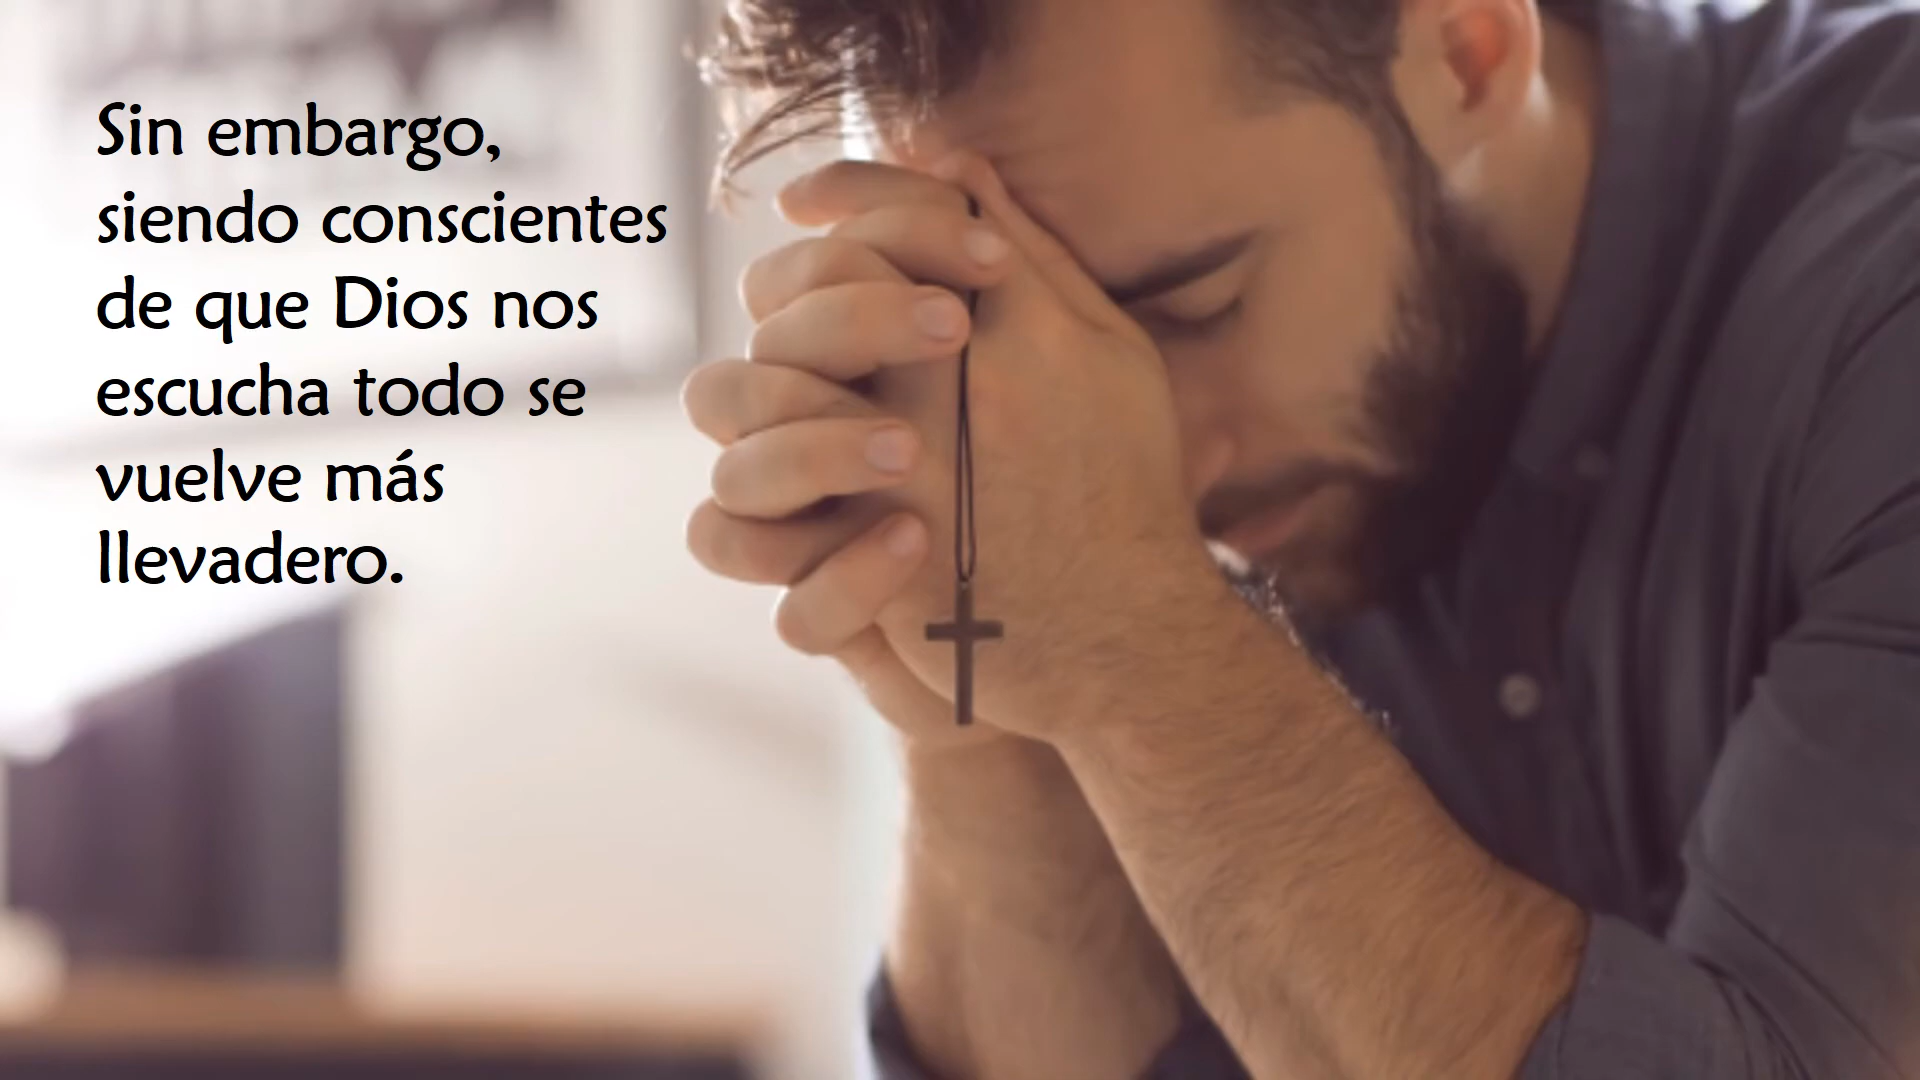 Sin embargo,
siendo conscientes
de que Dios nos
escucha todo se
vuelve más
llevadero.